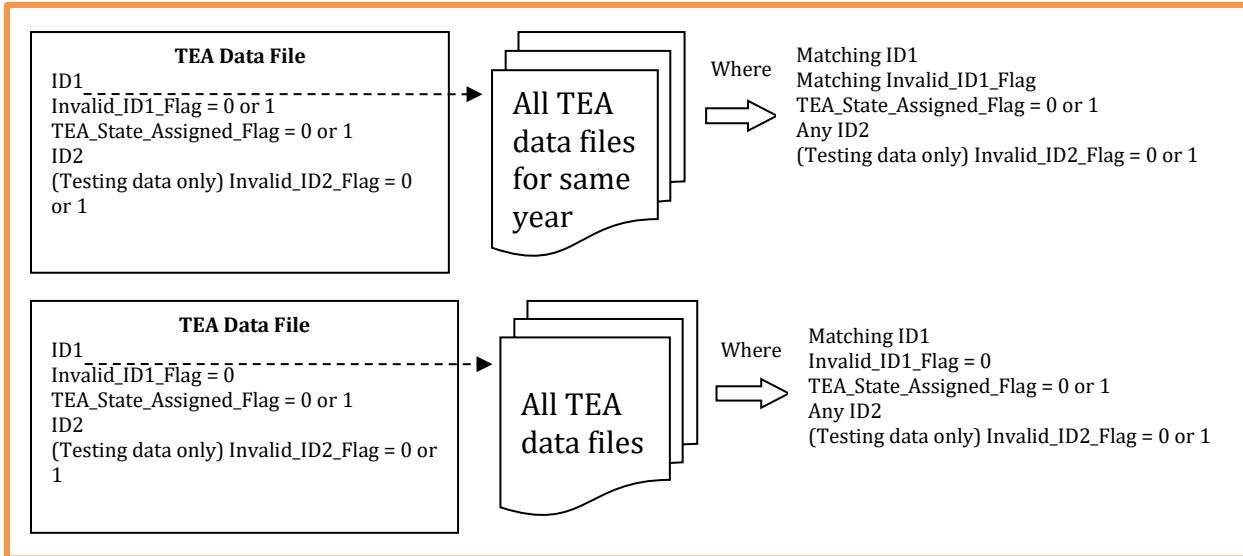 TEA Data File
ID1
Invalid_ID1_Flag = 0 or 1
TEA_State_Assigned_Flag = 0 or 1
ID2
(Testing data only) Invalid_ID2_Flag = 0
or 1
All TEA
data files
for same
year
Where
Matching ID1
Matching Invalid_ID1_Flag
TEA_State_Assigned_Flag = 0 or 1
Any ID2
(Testing data only) Invalid_ID2_Flag = 0 or 1
TEA Data File
ID1
Invalid_ID1_Flag = 0
TEA_State_Assigned_Flag = 0 or 1
ID2
(Testing data only) Invalid_ID2_Flag = 0 or
1
All TEA
data files
Where
Matching ID1
Invalid_ID1_Flag = 0
TEA_State_Assigned_Flag = 0 or 1
Any ID2
(Testing data only) Invalid_ID2_Flag = 0 or 1